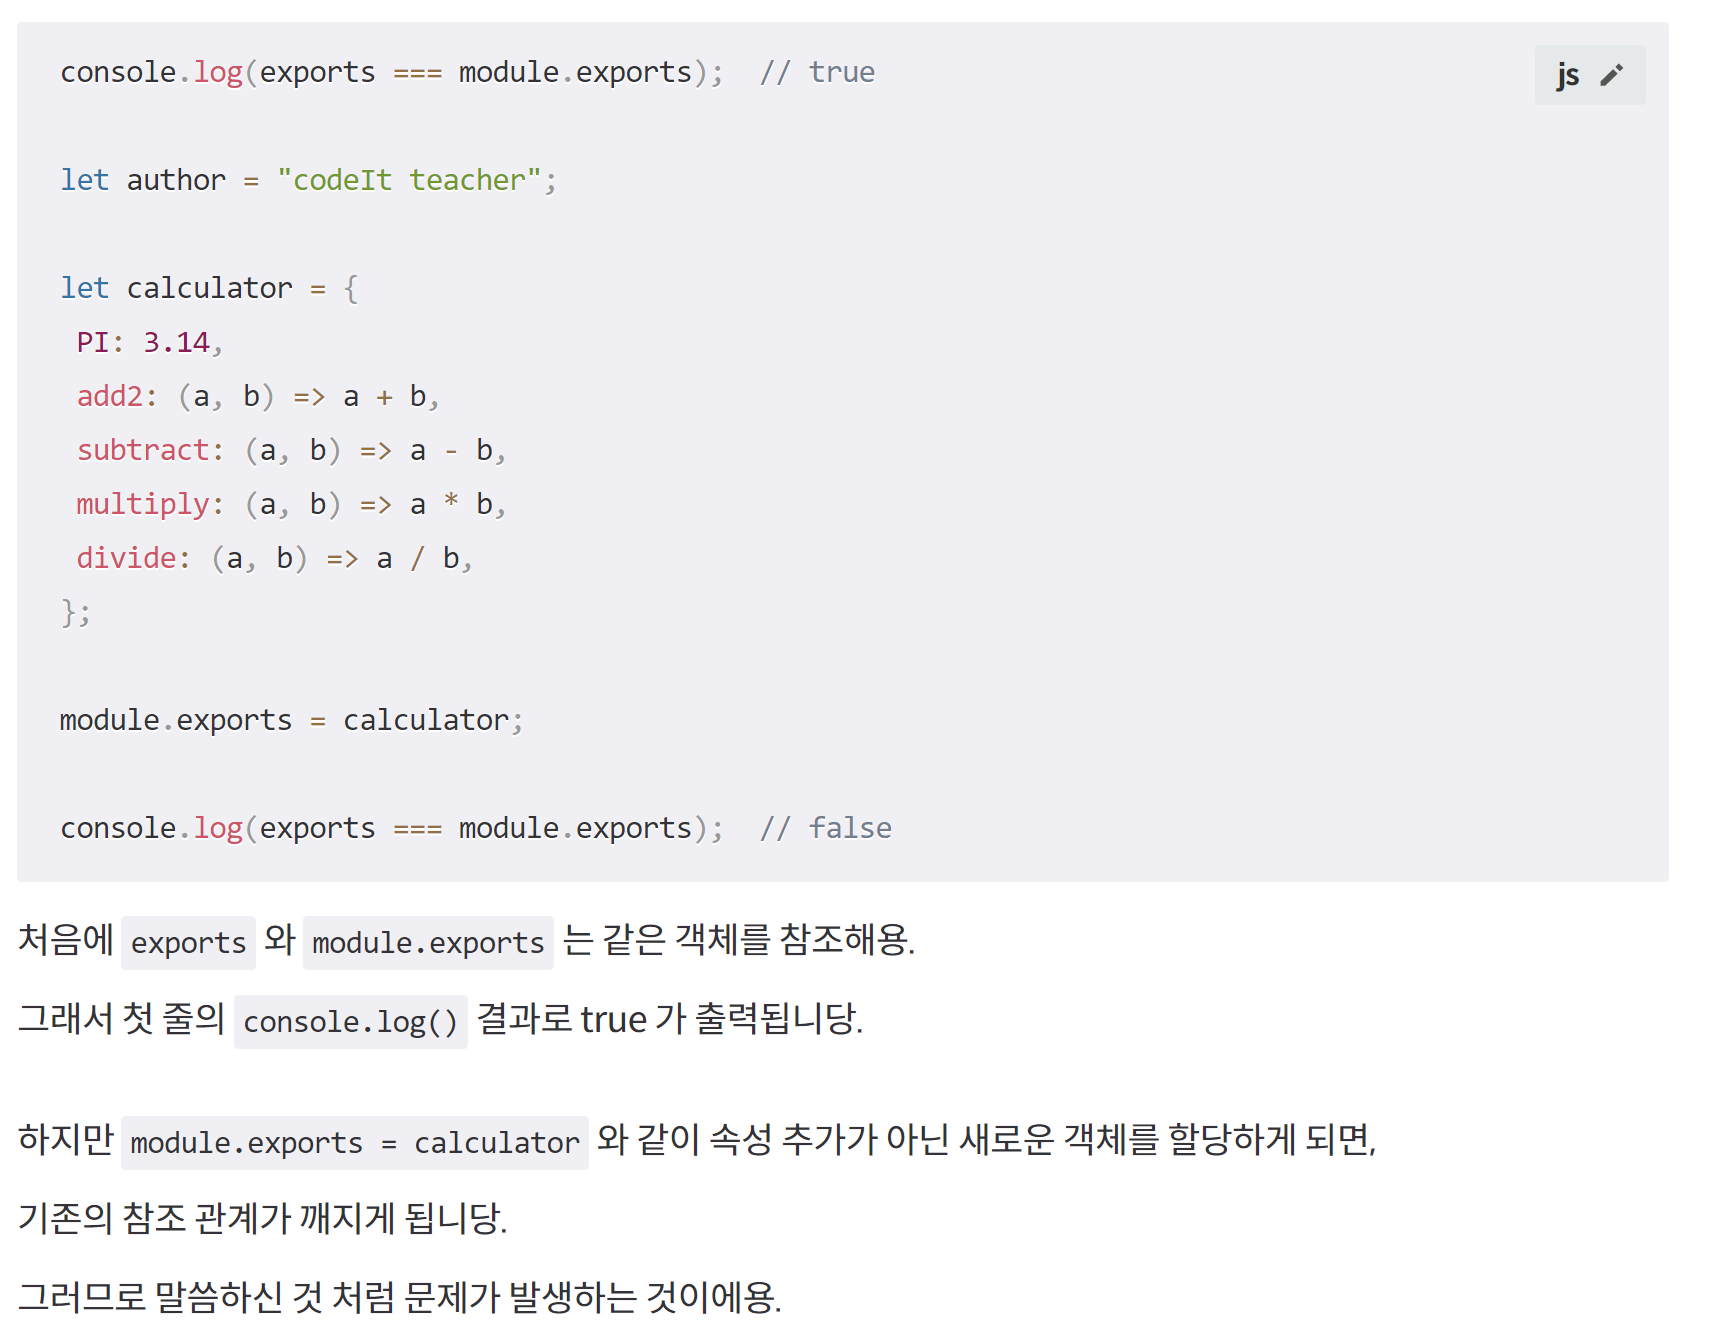 console.log(exports === module.exports);  // true
js
let author = "codeIt teacher";
let calculator = {
 PI: 3.14,
 add2: (a, b) => a + b,
 subtract: (a, b) => a - b,
 multiply: (a, b) => a * b,
 divide: (a, b) => a / b,
};
module.exports = calculator;
console.log(exports === module.exports);  // false
처음에 exports 와 module.exports 는 같은 객체를 참조해용.
그래서 첫 줄의 console.log() 결과로 true 가 출력됩니당.
하지만 module.exports = calculator 와 같이 속성 추가가 아닌 새로운 객체를 할당하게 되면,
기존의 참조 관계가 깨지게 됩니당.
그러므로 말씀하신 것 처럼 문제가 발생하는 것이에용.